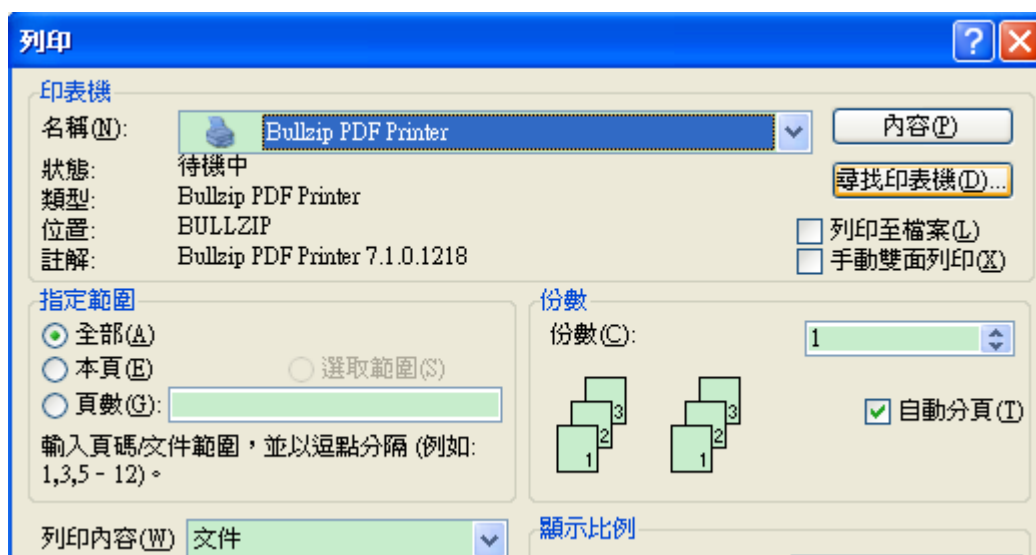 列印
印表機
名稱(N): Bullzip PDF Printer 內容(P)
狀態: 待機中
類型: Bullzip PDF Printer 尋找印表機(D)...
位置: BULLZIP 列印至檔案(L)
註解: Bullzip PDF Printer 7.1.0.1218 手動雙面列印(X)
指定範圍
全部(A)
本頁(E) 選取範圍(S)
頁數(G):
輸入頁碼/文件範圍，並以逗點分隔 (例如:
1,3,5 - 12)。
份數
份數(C): 1
3 3
2 2
1 1
自動分頁(T)
列印內容(W) 文件
顯示比例